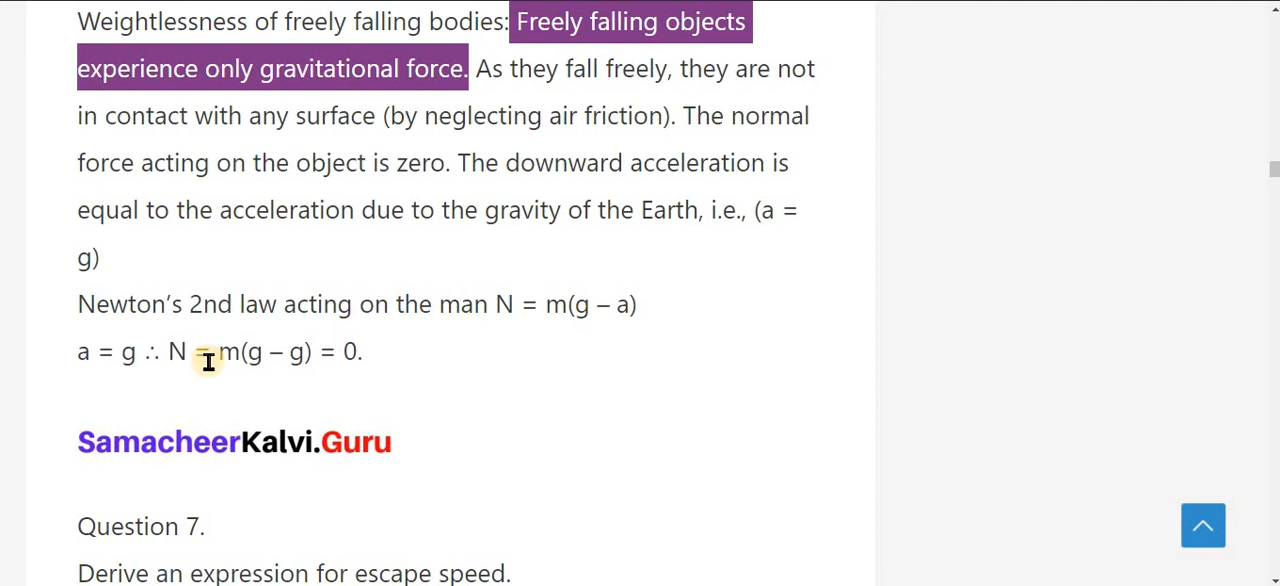 Weightlessness of freely falling bodies: Freely falling objects
experience only gravitational force. As they fall freely, they are not
in contact with any surface (by neglecting air friction). The normal
force acting on the object is zero. The downward acceleration is
equal to the acceleration due to the gravity of the Earth, i.e., (a =
g)
Newton’s 2nd law acting on the man N = m(g – a)
a = g ∴ N = m(g – g) = 0.
SamacheerKalvi.Guru
Question 7.
Derive an expression for escape speed.